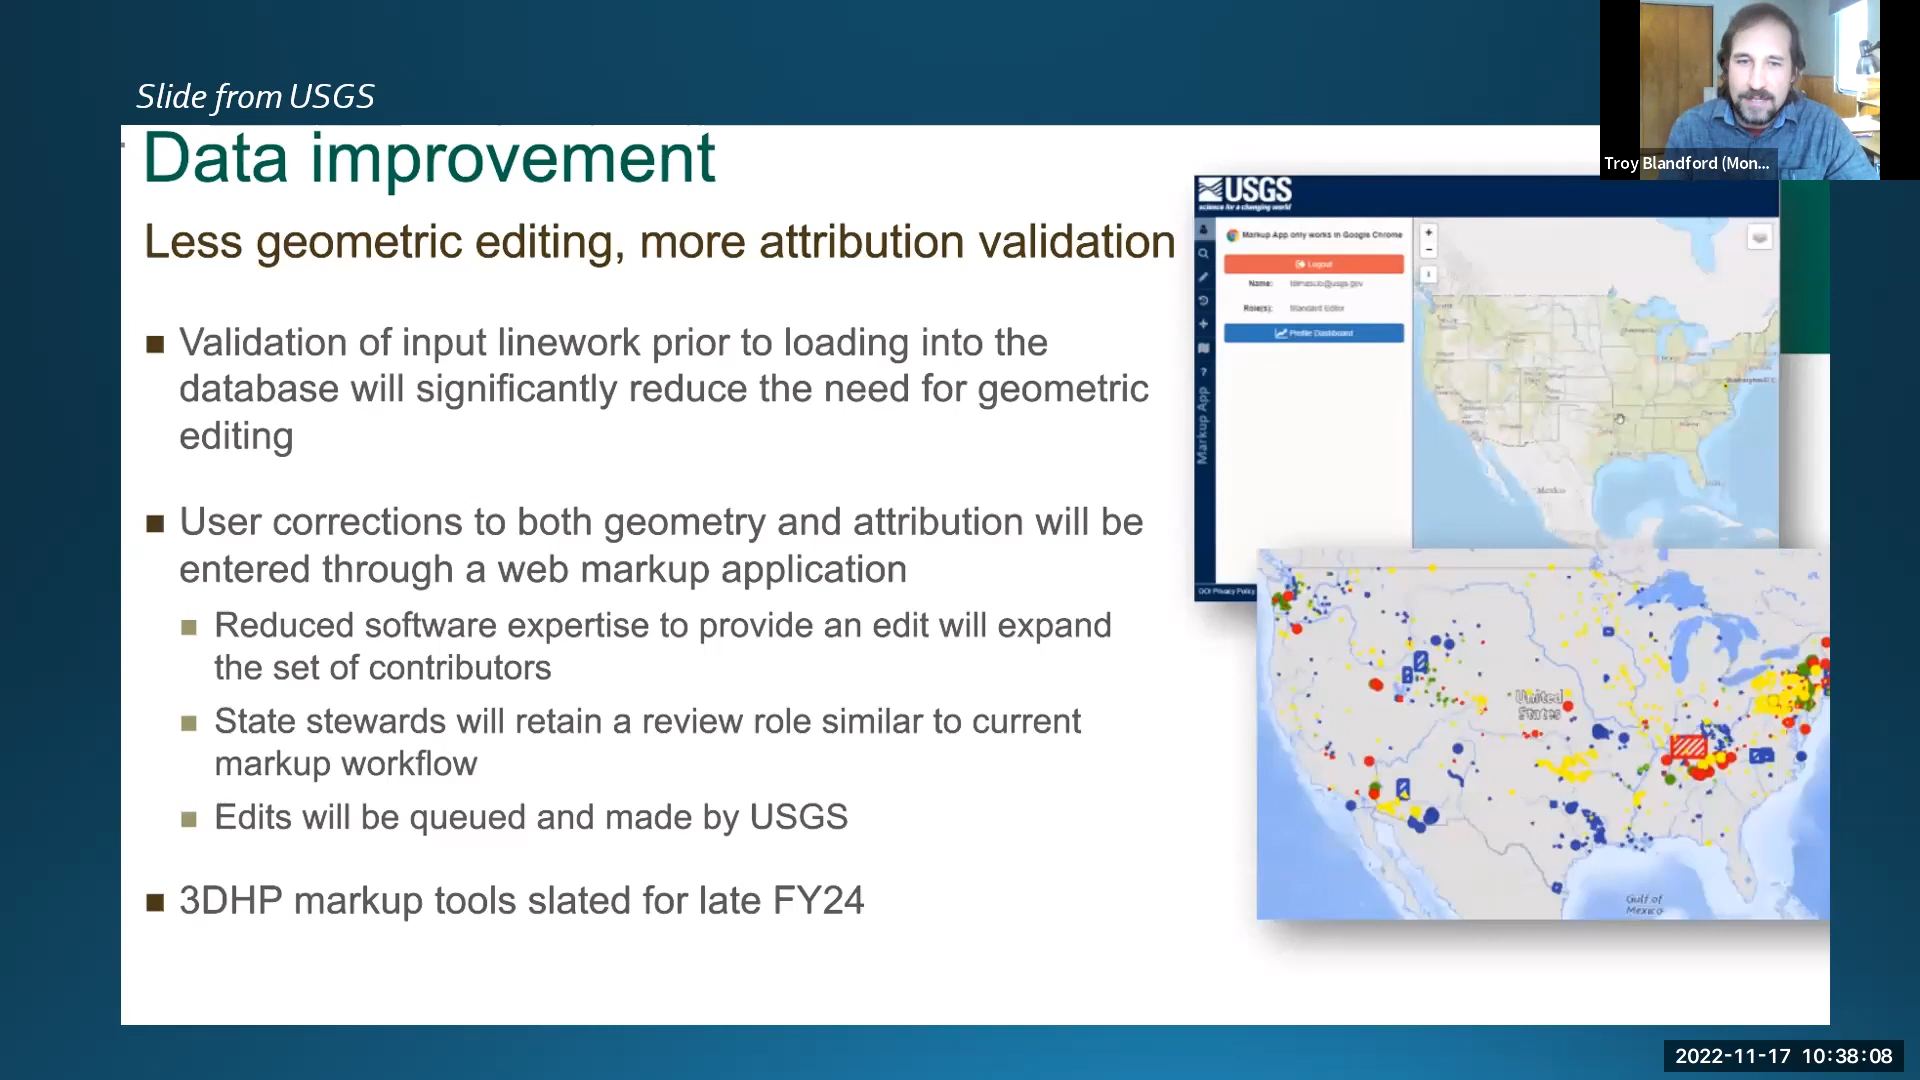 Slide from USGS
Data improvement
Less geometric editing, more attribution validation
Validation of input linework prior to loading into the
database will significantly reduce the need for geometric
editing
User corrections to both geometry and attribution will be
entered through a web markup application
Reduced software expertise to provide an edit will expand
the set of contributors
State stewards will retain a review role similar to current
markup workflow
Edits will be queued and made by USGS
3DHP markup tools slated for late FY24
USGS
science for a changing world
Markup App only works in Google Chrome
Logout
Name:
Role(s): Standard Editor
Profile Dashboard
Markup App
DOI Privacy Policy
Mexico
United
States
Gulf of
Mexico
Troy Blandford (Mon...
2022-11-17 10:38:08